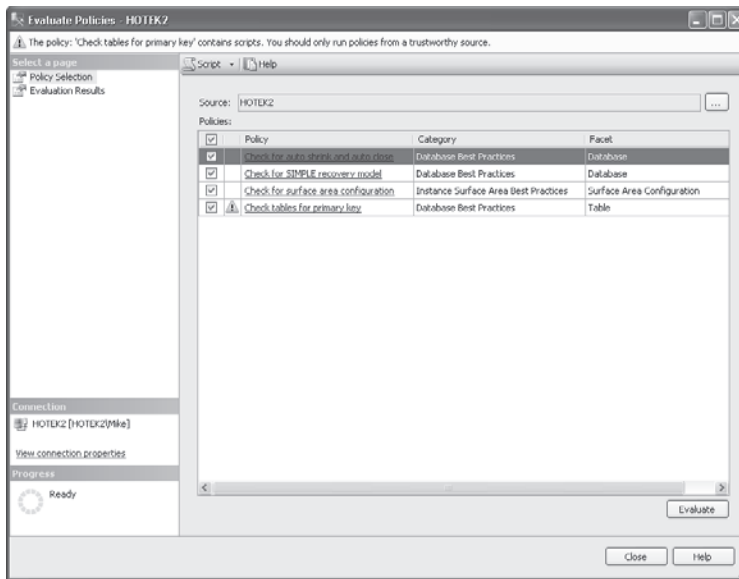 Evaluate Policies - HOTEK2
The policy: 'Check tables for primary key' contains scripts. You should only run policies from a trustworthy source.
Select a page
Policy Selection
Evaluation Results
Script Help
Source: HOTEK2 ...
Policies:
Policy Category Facet
Check for auto shrink and auto close Database Best Practices Database
Check for SIMPLE recovery model Database Best Practices Database
Check for surface area configuration Instance Surface Area Best Practices Surface Area Configuration
Check tables for primary key Database Best Practices Table
Connection
HOTEK2 [HOTEK2\Mike]
View connection properties
Progress
Ready
Evaluate
Close Help